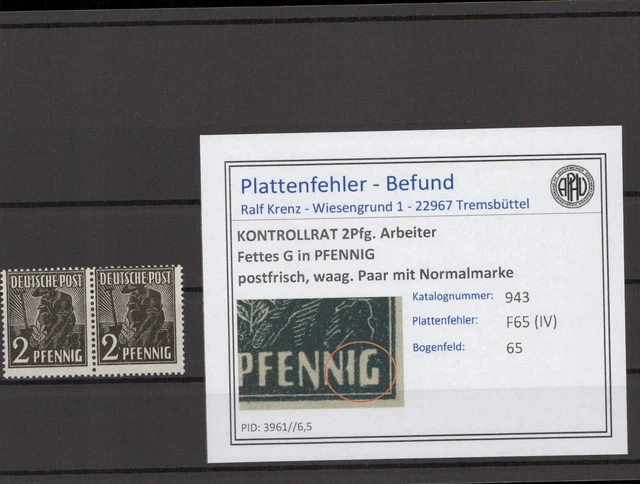 DEUTSCHE POST DEUTSCHE POST
2 PFENNIG 2 PFENNIG
Plattenfehler - Befund
Ralf Krenz - Wiesengrund 1 - 22967 Tremsbüttel
APHV
KONTROLLRAT 2Pfg. Arbeiter
Fettes G in PFENNIG
postfrisch, waag. Paar mit Normalmarke
PFENNIG
Katalognummer: 943
Plattenfehler: F65 (IV)
Bogenfeld: 65
PID: 3961//6,5